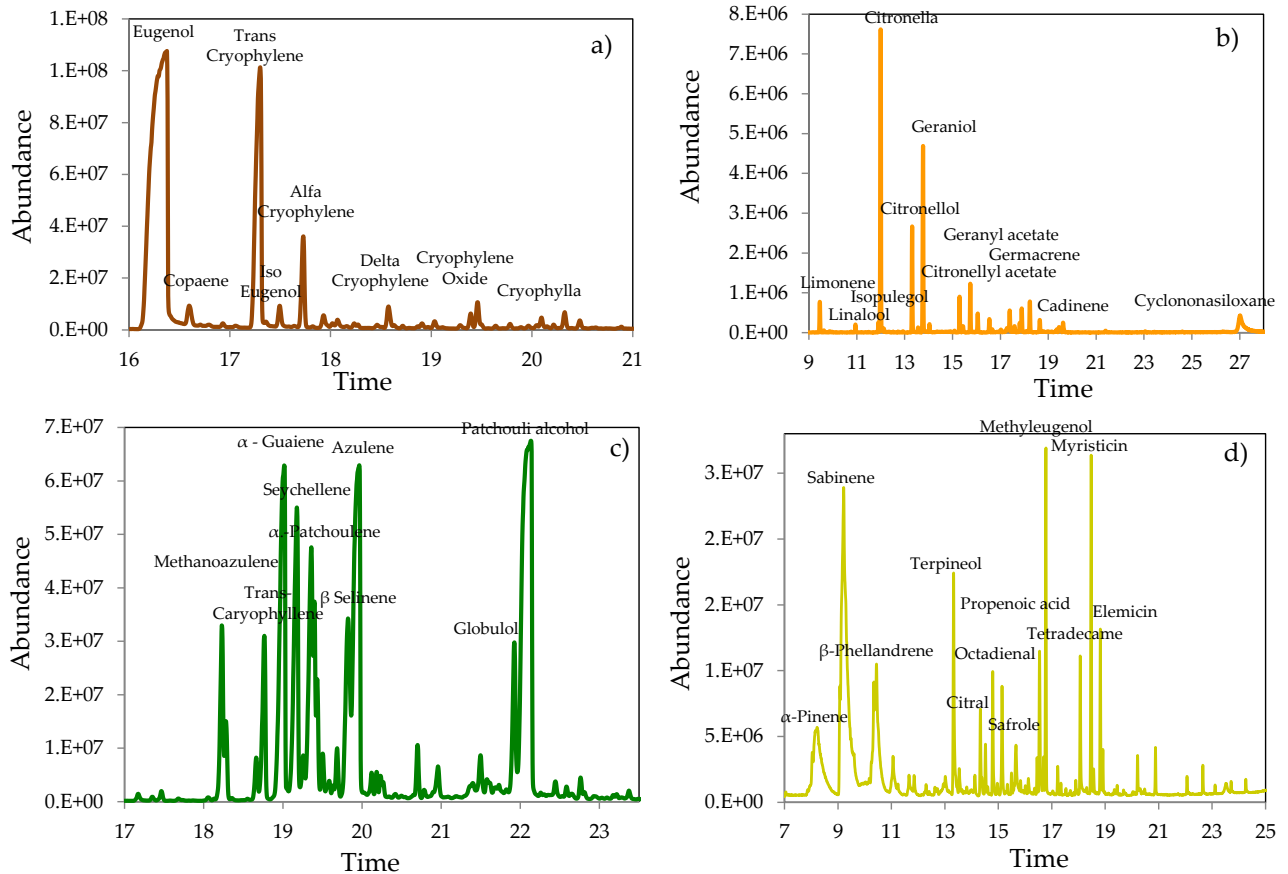 a)
Abundance
1.E+08
1.E+08
8.E+07
6.E+07
4.E+07
2.E+07
0.E+00
Eugenol
Trans
Cryophylene
Alfa
Cryophylene
Copaene
Iso
Eugenol
Delta
Cryophylene
Cryophylene
Oxide
Cryophylla
16 17 18 19 20 21
Time
b)
Abundance
8.E+06
7.E+06
6.E+06
5.E+06
4.E+06
3.E+06
2.E+06
1.E+06
0.E+00
Citronella
Geraniol
Citronellol
Geranyl acetate
Germacrene
Citronellyl acetate
Limonene
Isopulegol
Linalool
Cadinene
Cyclononasiloxane
9 11 13 15 17 19 21 23 25 27
Time
c)
Abundance
7.E+07
6.E+07
5.E+07
4.E+07
3.E+07
2.E+07
1.E+07
0.E+00
Patchouli alcohol
α - Guaiene
Azulene
Seychellene
α.-Patchoulene
Methanoazulene
Trans-
Caryophyllene
β Selinene
Globulol
17 18 19 20 21 22 23
Time
d)
Abundance
3.E+07
2.E+07
2.E+07
1.E+07
5.E+06
0.E+00
Methyleugenol
Myristicin
Sabinene
Terpineol
Propenoic acid
Elemicin
Tetradecame
β-Phellandrene
Octadienal
Citral
α-Pinene
Safrole
7 9 11 13 15 17 19 21 23 25
Time